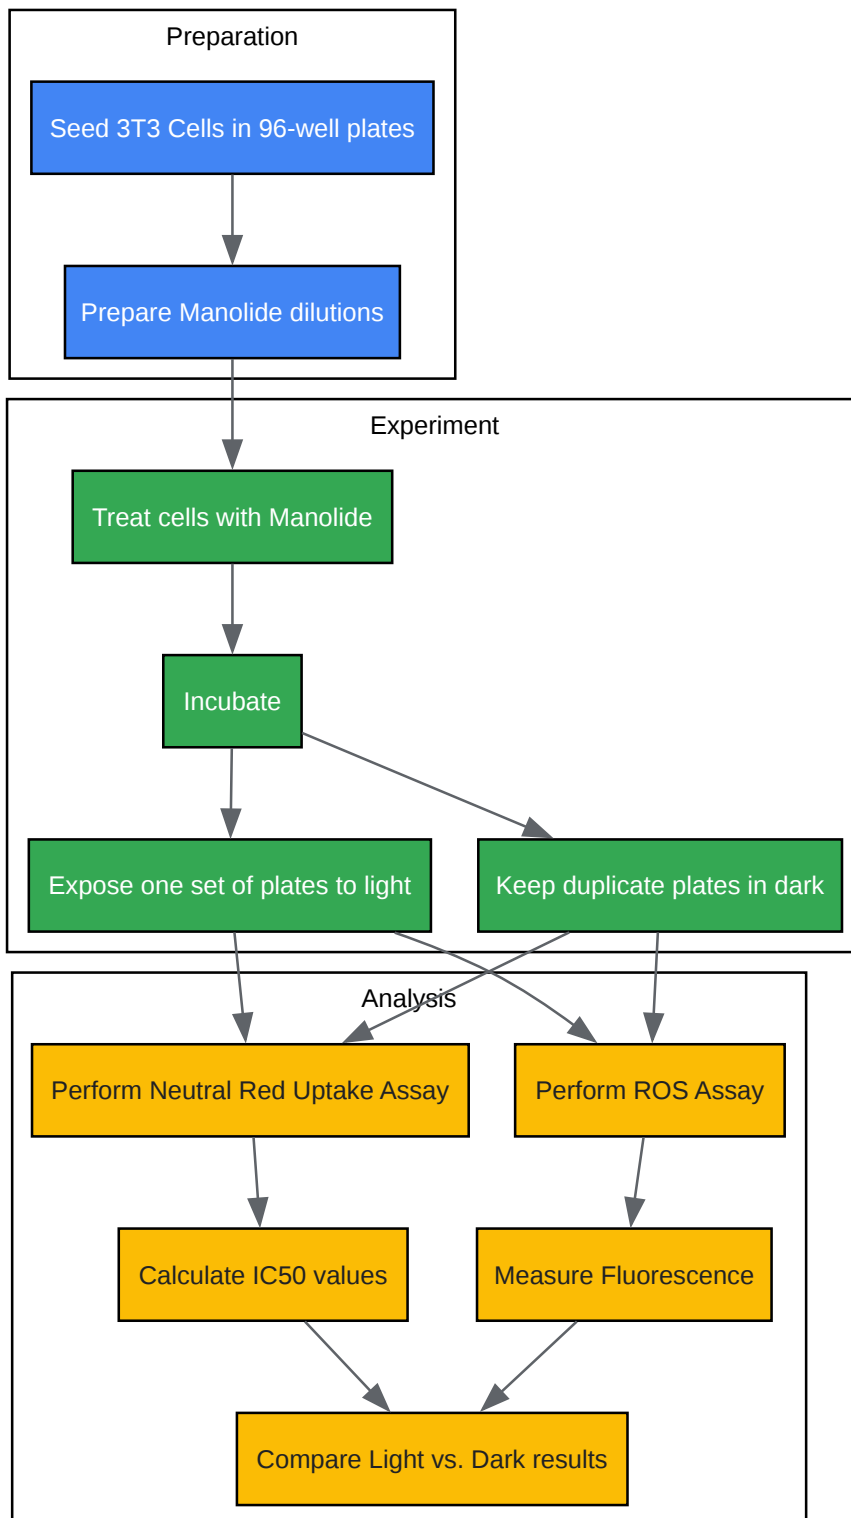 Preparation
Seed 3T3 Cells in 96-well plates
Prepare Manolide dilutions
Experiment
Treat cells with Manolide
Incubate
Expose one set of plates to light
Keep duplicate plates in dark
Analysis
Perform Neutral Red Uptake Assay
Perform ROS Assay
Calculate IC50 values
Measure Fluorescence
Compare Light vs. Dark results